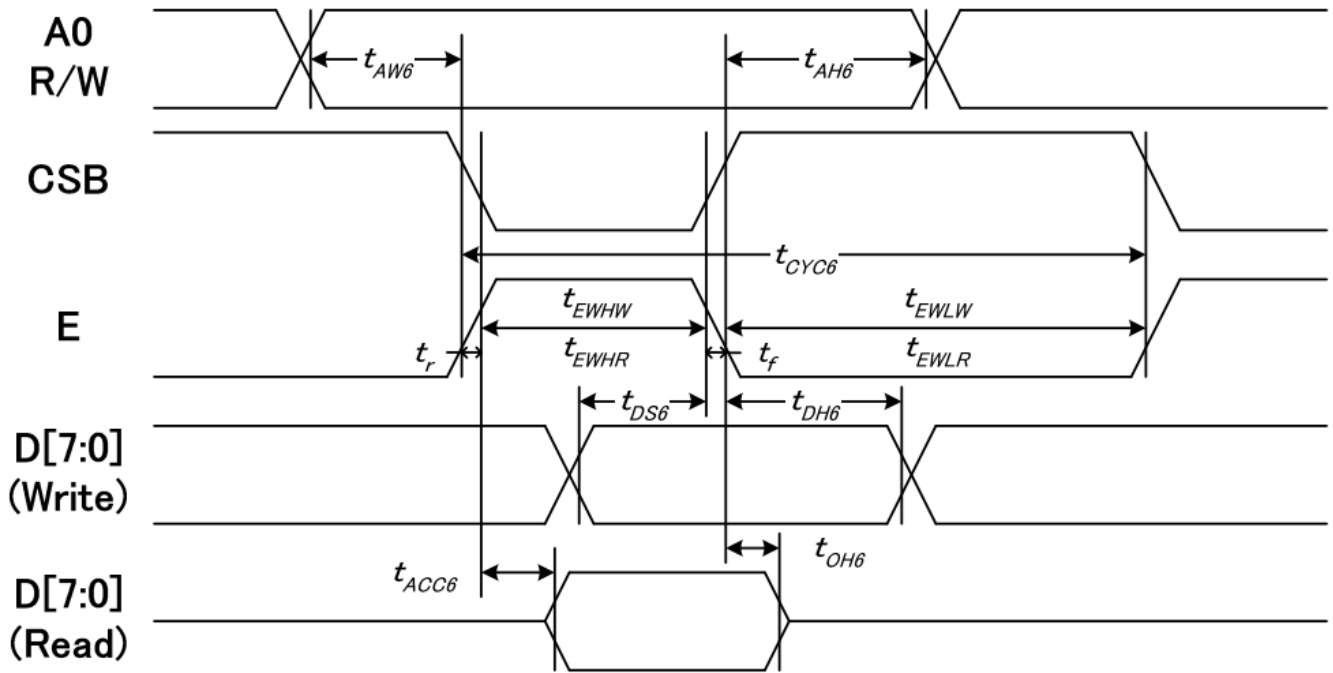 A0
R/W
t_AW6
t_AH6
CSB
t_CYC6
E
t_EWHW
t_EWLW
t_r
t_EWHR
t_f
t_EWLR
t_DS6
t_DH6
D[7:0]
(Write)
t_OH6
t_ACC6
D[7:0]
(Read)